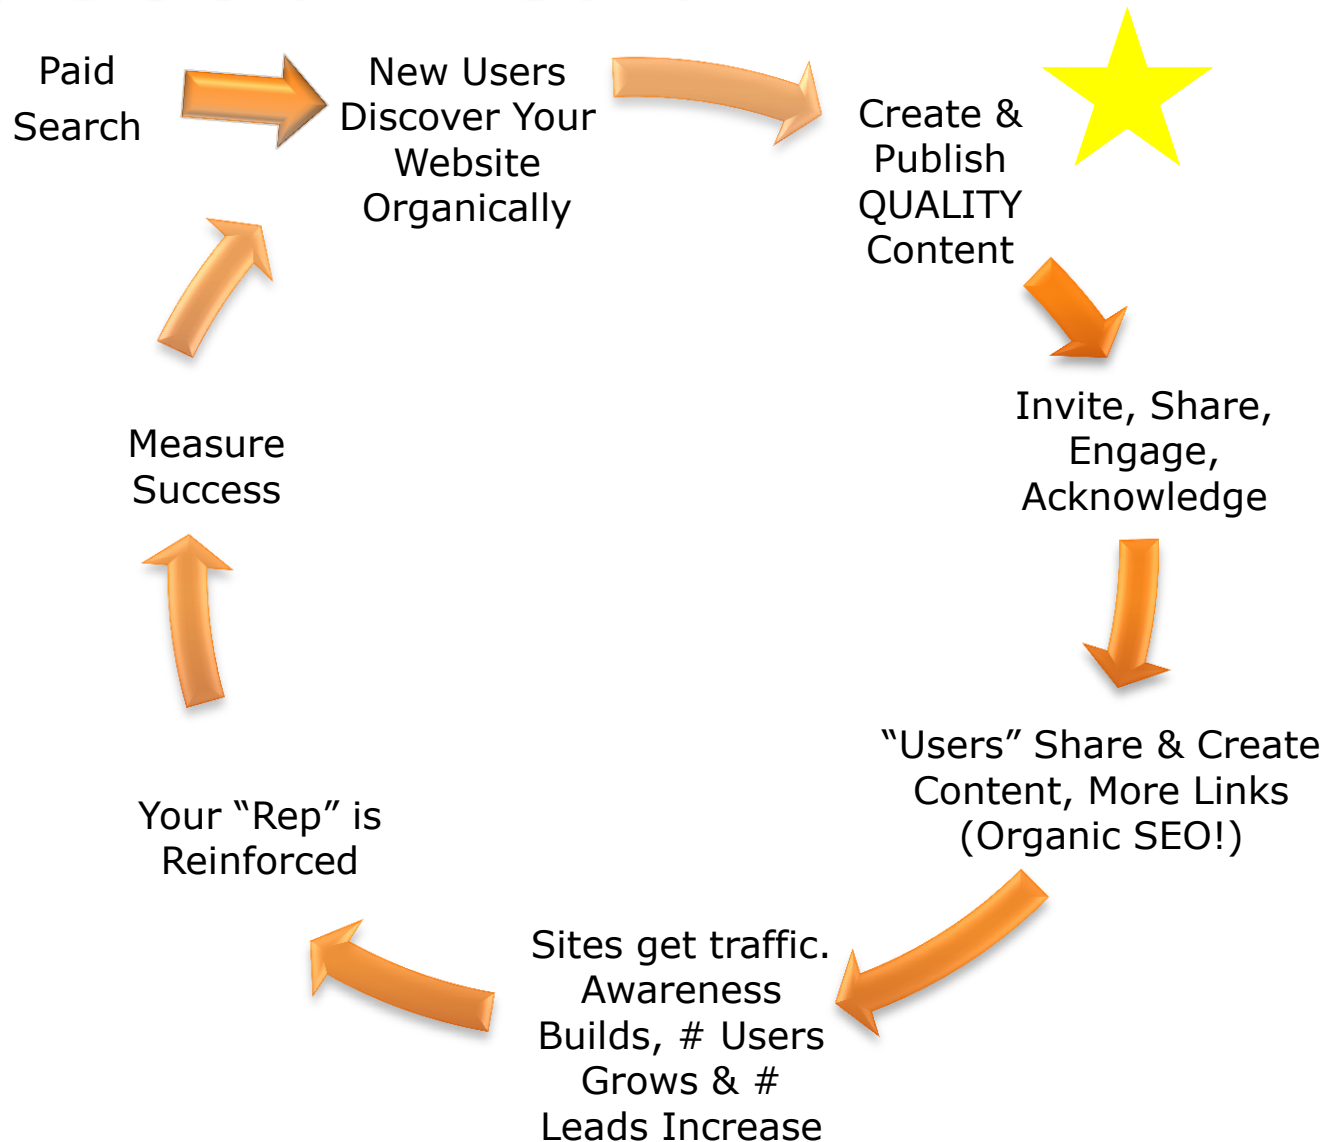 Paid
Search
New Users
Discover Your
Website
Organically
Create &
Publish
QUALITY
Content
Invite, Share,
Engage,
Acknowledge
“Users” Share & Create
Content, More Links
(Organic SEO!)
Sites get traffic.
Awareness
Builds, # Users
Grows & #
Leads Increase
Your “Rep” is
Reinforced
Measure
Success